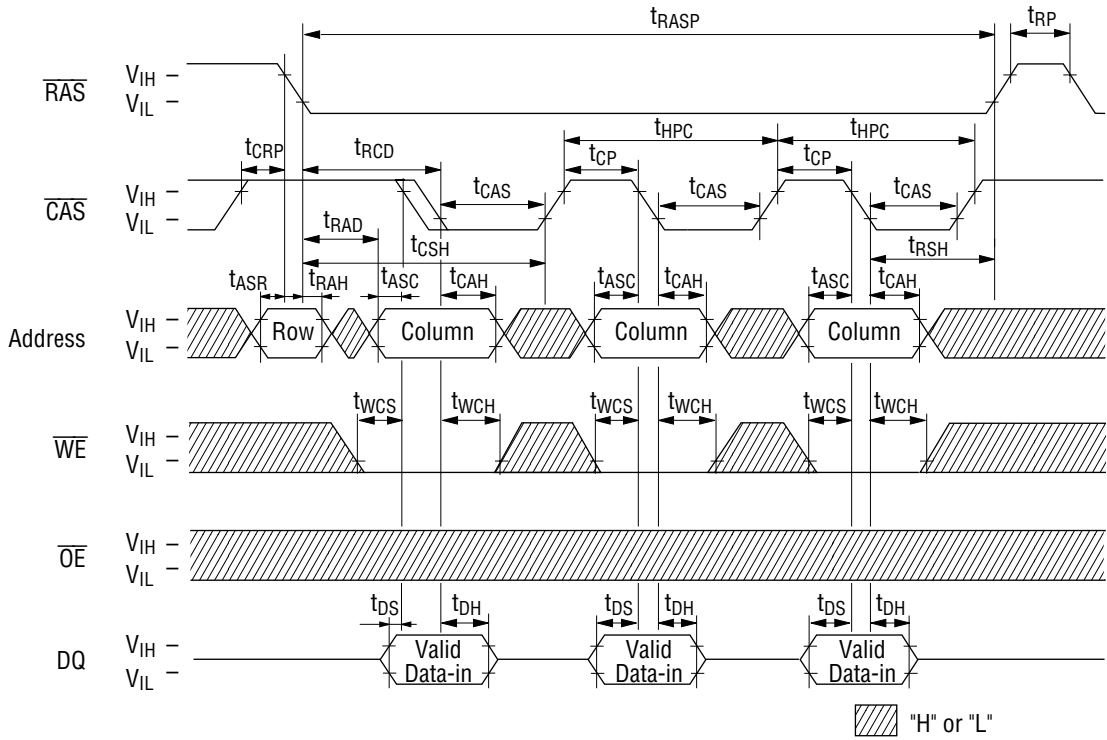 tRASP
tRP
RAS
VIH –
VIL –
tCRP
tRCD
tHPC
tHPC
tCP
tCP
CAS
VIH –
VIL –
tCAS
tCAS
tCAS
tRAD
tCSH
tRSH
tASR
tRAH
tASC
tCAH
tASC
tCAH
tASC
tCAH
Address
VIH –
VIL –
Row
Column
Column
Column
tWCS
tWCH
tWCS
tWCH
tWCS
tWCH
WE
VIH –
VIL –
OE
VIH –
VIL –
tDS
tDH
tDS
tDH
tDS
tDH
DQ
VIH –
VIL –
Valid
Data-in
Valid
Data-in
Valid
Data-in
"H" or "L"